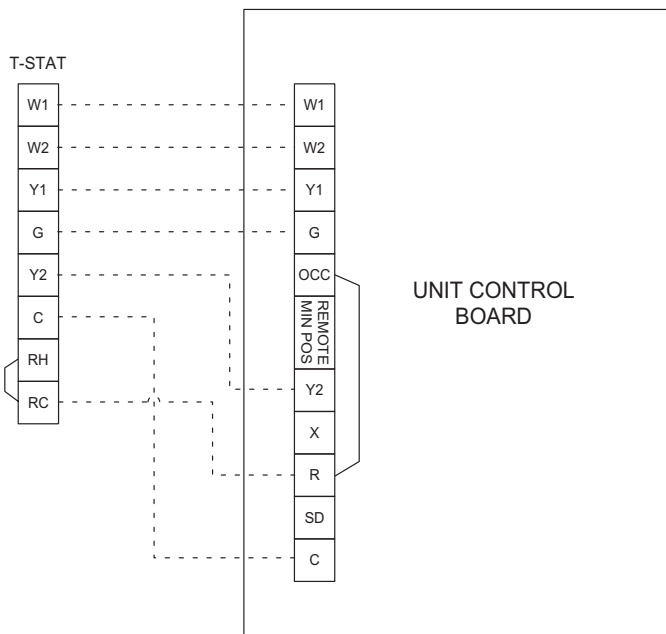 T-STAT
W1
W2
Y1
G
Y2
C
RH
RC
W1
W2
Y1
G
OCC
REMOTE
MIN POS
Y2
X
R
SD
C
UNIT CONTROL
BOARD